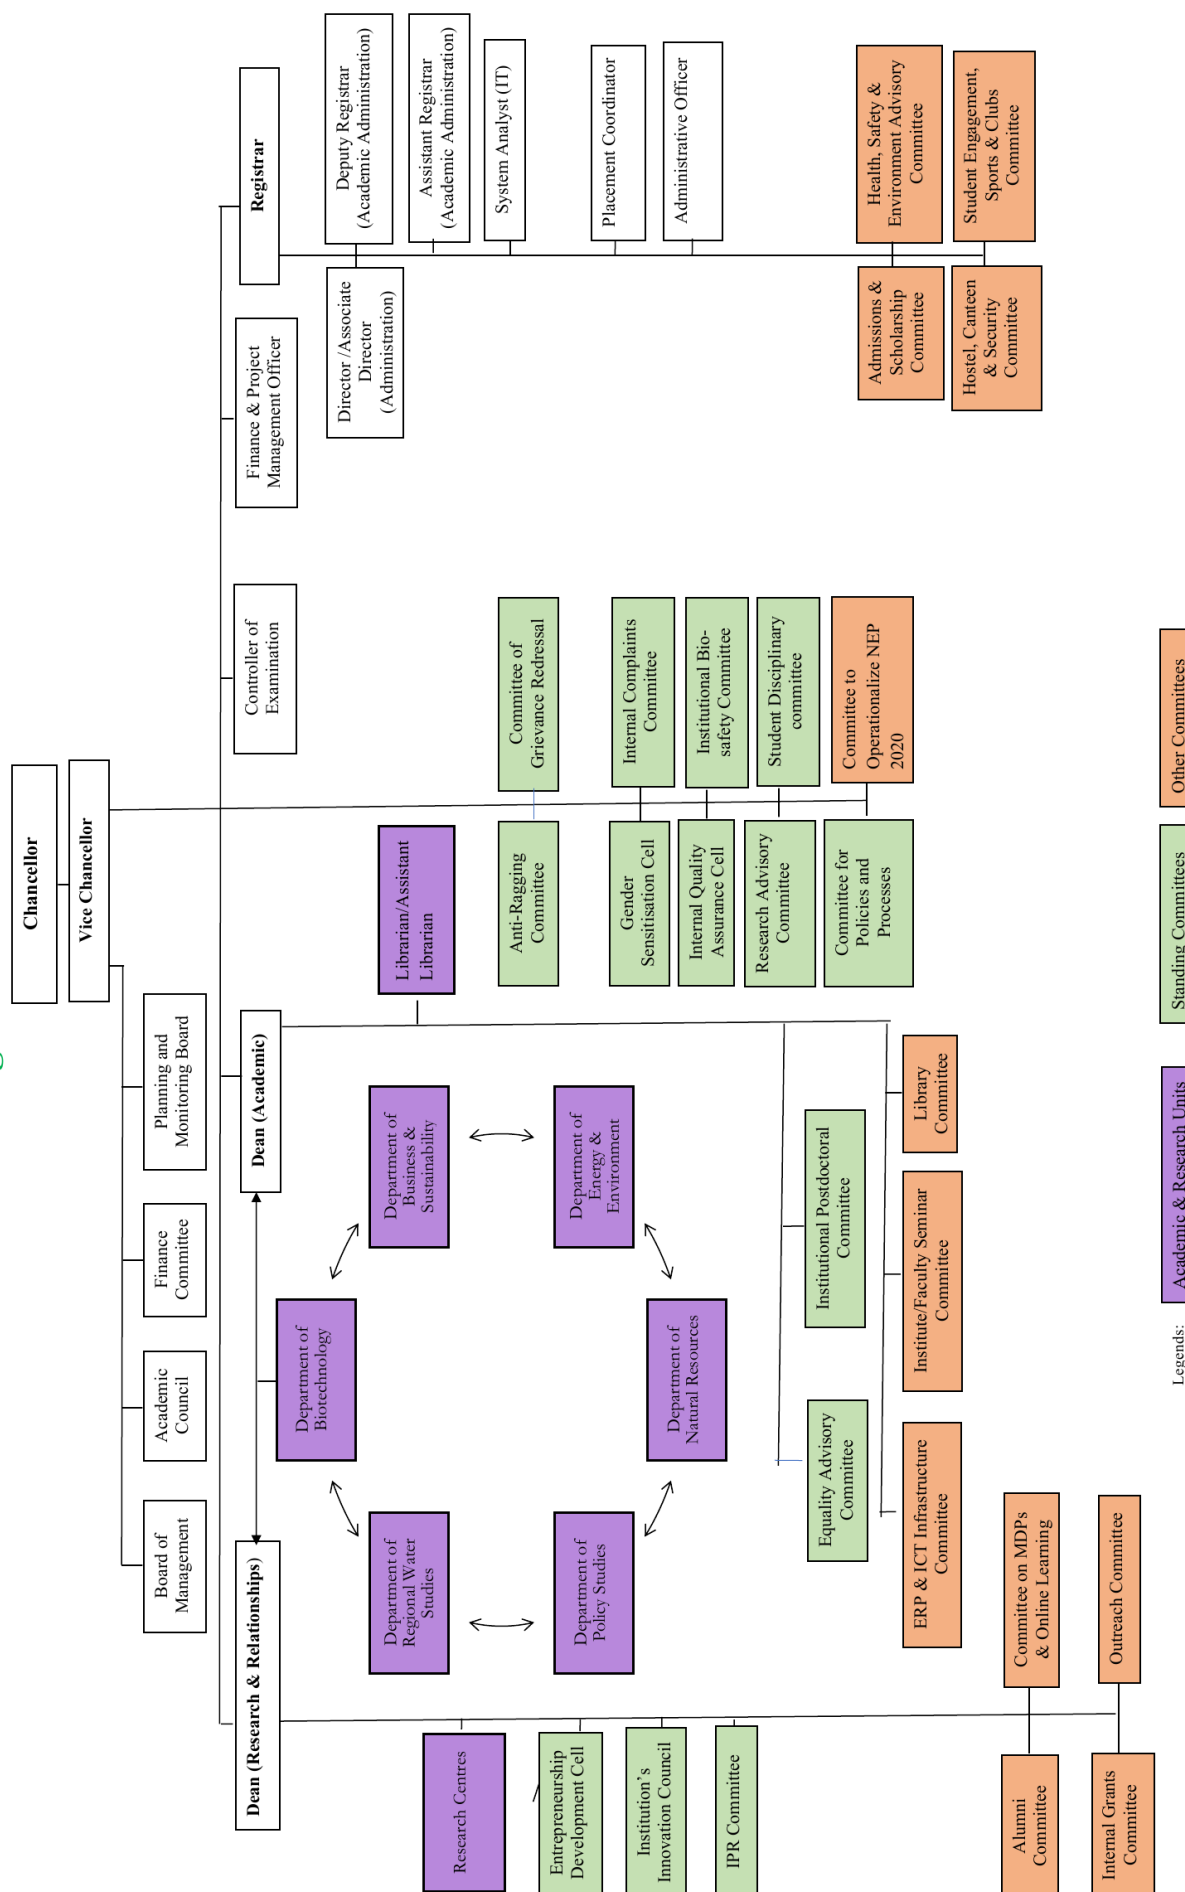 Chancellor
Vice Chancellor
Board of
Management
Academic
Council
Finance
Committee
Planning and
Monitoring Board
Dean (Research & Relationships)
Dean (Academic)
Controller of
Examination
Finance & Project
Management Officer
Registrar
Department of
Biotechnology
Department of
Regional Water
Studies
Department of
Business &
Sustainability
Department of
Policy Studies
Department of
Energy &
Environment
Department of
Natural Resources
Librarian/Assistant
Librarian
Research Centres
Entrepreneurship
Development Cell
Institution's
Innovation Council
IPR Committee
Alumni
Committee
Committee on MDPs
& Online Learning
Internal Grants
Committee
Outreach Committee
Equality Advisory
Committee
Institutional Postdoctoral
Committee
ERP & ICT Infrastructure
Committee
Institute/Faculty Seminar
Committee
Library
Committee
Anti-Ragging
Committee
Committee of
Grievance Redressal
Gender
Sensitisation Cell
Internal Complaints
Committee
Internal Quality
Assurance Cell
Institutional Bio-
safety Committee
Research Advisory
Committee
Student Disciplinary
committee
Committee for
Policies and
Processes
Committee to
Operationalize NEP
2020
Director /Associate
Director
(Administration)
Deputy Registrar
(Academic Administration)
Assistant Registrar
(Academic Administration)
System Analyst (IT)
Placement Coordinator
Administrative Officer
Admissions &
Scholarship
Committee
Health, Safety &
Environment Advisory
Committee
Hostel, Canteen
& Security
Committee
Student Engagement,
Sports & Clubs
Committee
Legends:
Academic & Research Units
Standing Committees
Other Committees